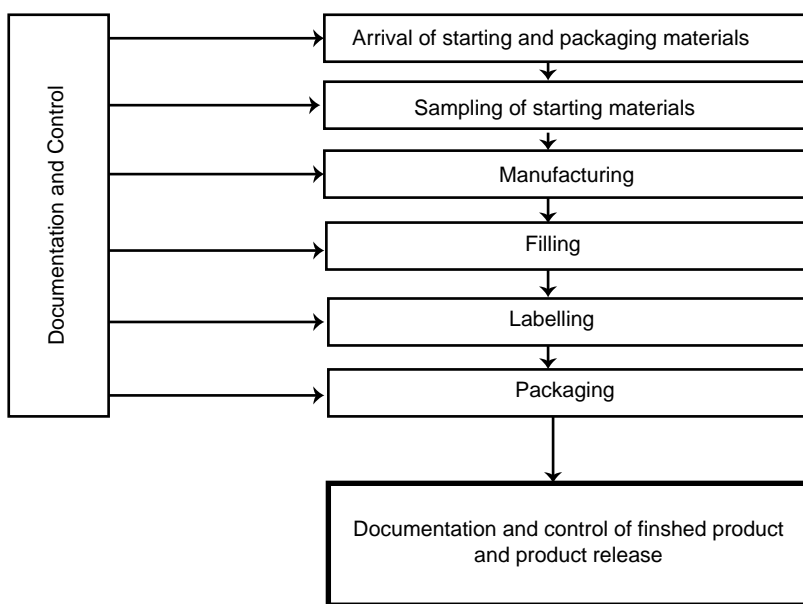 Documentation and Control
Arrival of starting and packaging materials
Sampling of starting materials
Manufacturing
Filling
Labelling
Packaging
Documentation and control of finshed product
and product release